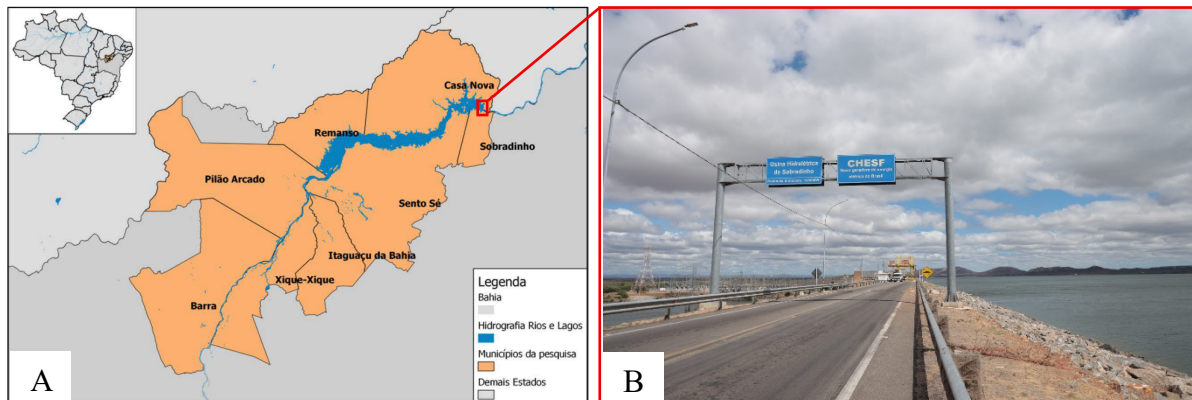 Casa Nova
Remanso
Sobradinho
Pilão Arcado
Sento Sé
Itaguaçu da Bahia
Xique-Xique
Barra
Legenda
Bahia
Hidrografia Rios e Lagos
Municípios da pesquisa
Demais Estados
A
Usina Hidrelétrica
de Sobradinho
CHESF
B